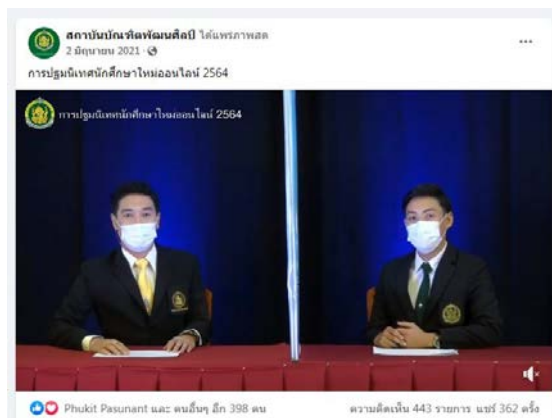 สถาบันบัณฑิตพัฒนศิลป์ ได้แพร่ภาพสด
2 มิถุนายน 2021 ·
การปฐมนิเทศนักศึกษาใหม่ออนไลน์ 2564
การปฐมนิเทศนักศึกษาใหม่ออนไลน์ 2564
Phukit Pasunant และ คนอื่นๆ อีก 398 คน
ความคิดเห็น 443 รายการ แชร์ 362 ครั้ง